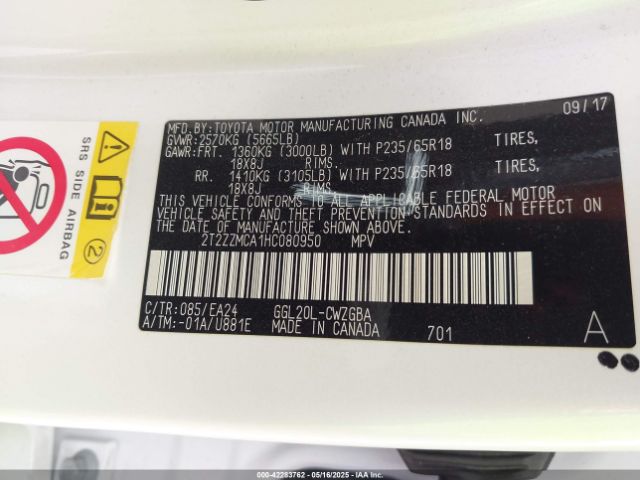 SRS SIDE AIRBAG
2
09/17
MFD.BY:TOYOTA MOTOR MANUFACTURING CANADA INC.
GVWR:2570KG (5665LB)
GAWR:FRT. 1360KG (3000LB) WITH P235/65R18 TIRES,
18X8J RIMS.
RR. 1410KG (3105LB) WITH P235/65R18 TIRES,
18X8J RIMS.
THIS VEHICLE CONFORMS TO ALL APPLICABLE FEDERAL MOTOR
VEHICLE SAFETY AND THEFT PREVENTION STANDARDS IN EFFECT ON
THE DATE OF MANUFACTURE SHOWN ABOVE.
2T2ZZMCA1HC080950 MPV
C/TR:085/EA24 GGL20L-CWZGBA
A/TM:-01A/U881E MADE IN CANADA 701 A
000-42283762 - 05/16/2025 - IAA Inc.